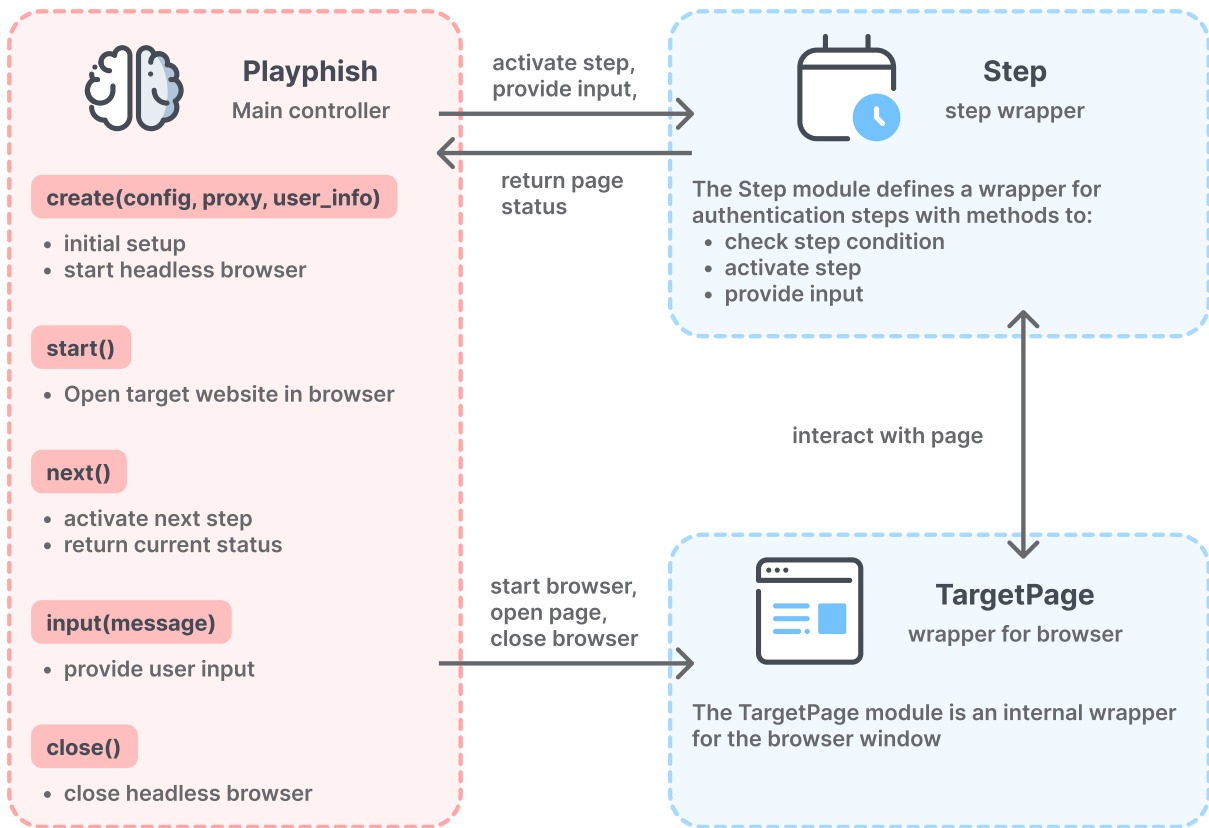 Playphish
Main controller
create(config, proxy, user_info)
• initial setup
• start headless browser
start()
• Open target website in browser
next()
• activate next step
• return current status
input(message)
• provide user input
close()
• close headless browser
activate step,
provide input,
return page
status
start browser,
open page,
close browser
Step
step wrapper
The Step module defines a wrapper for
authentication steps with methods to:
• check step condition
• activate step
• provide input
interact with page
TargetPage
wrapper for browser
The TargetPage module is an internal wrapper
for the browser window